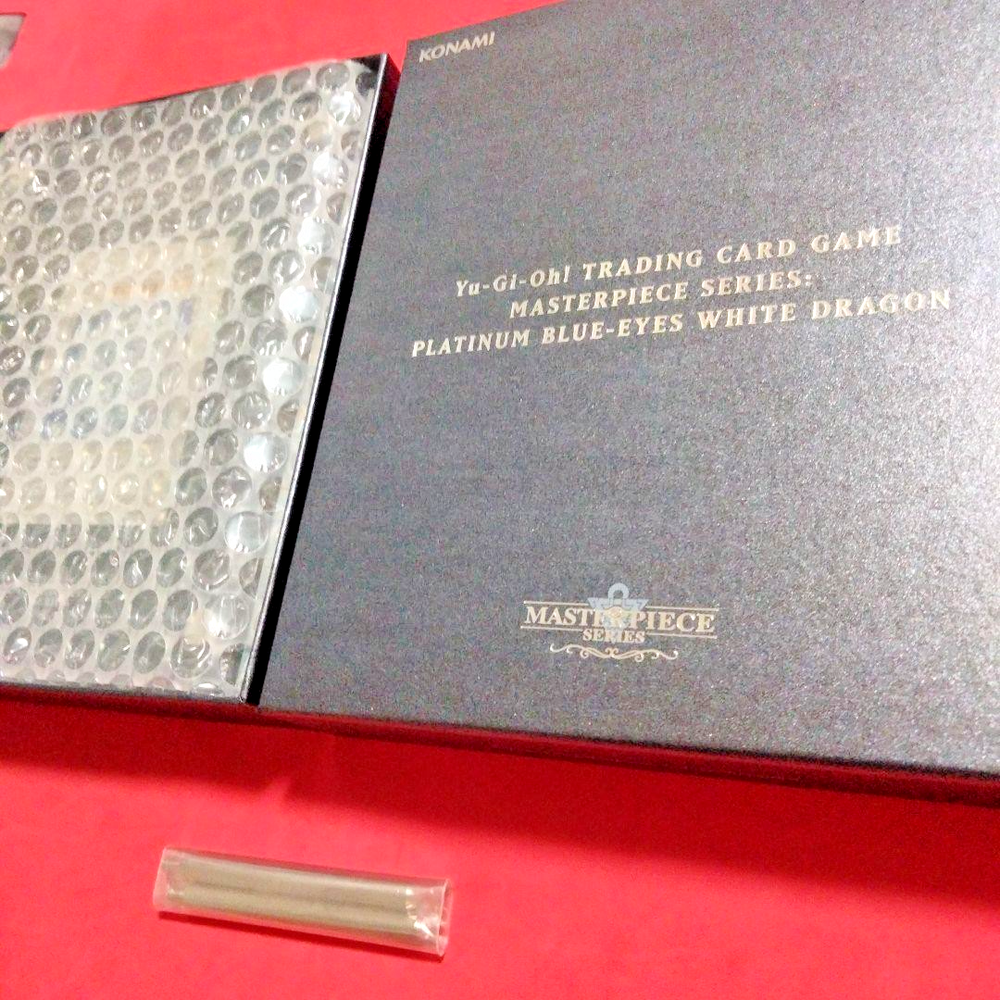 KONAMI
Yu-Gi-Oh! TRADING CARD GAME
MASTERPIECE SERIES:
PLATINUM BLUE-EYES WHITE DRAGON
MASTERPIECE
SERIES